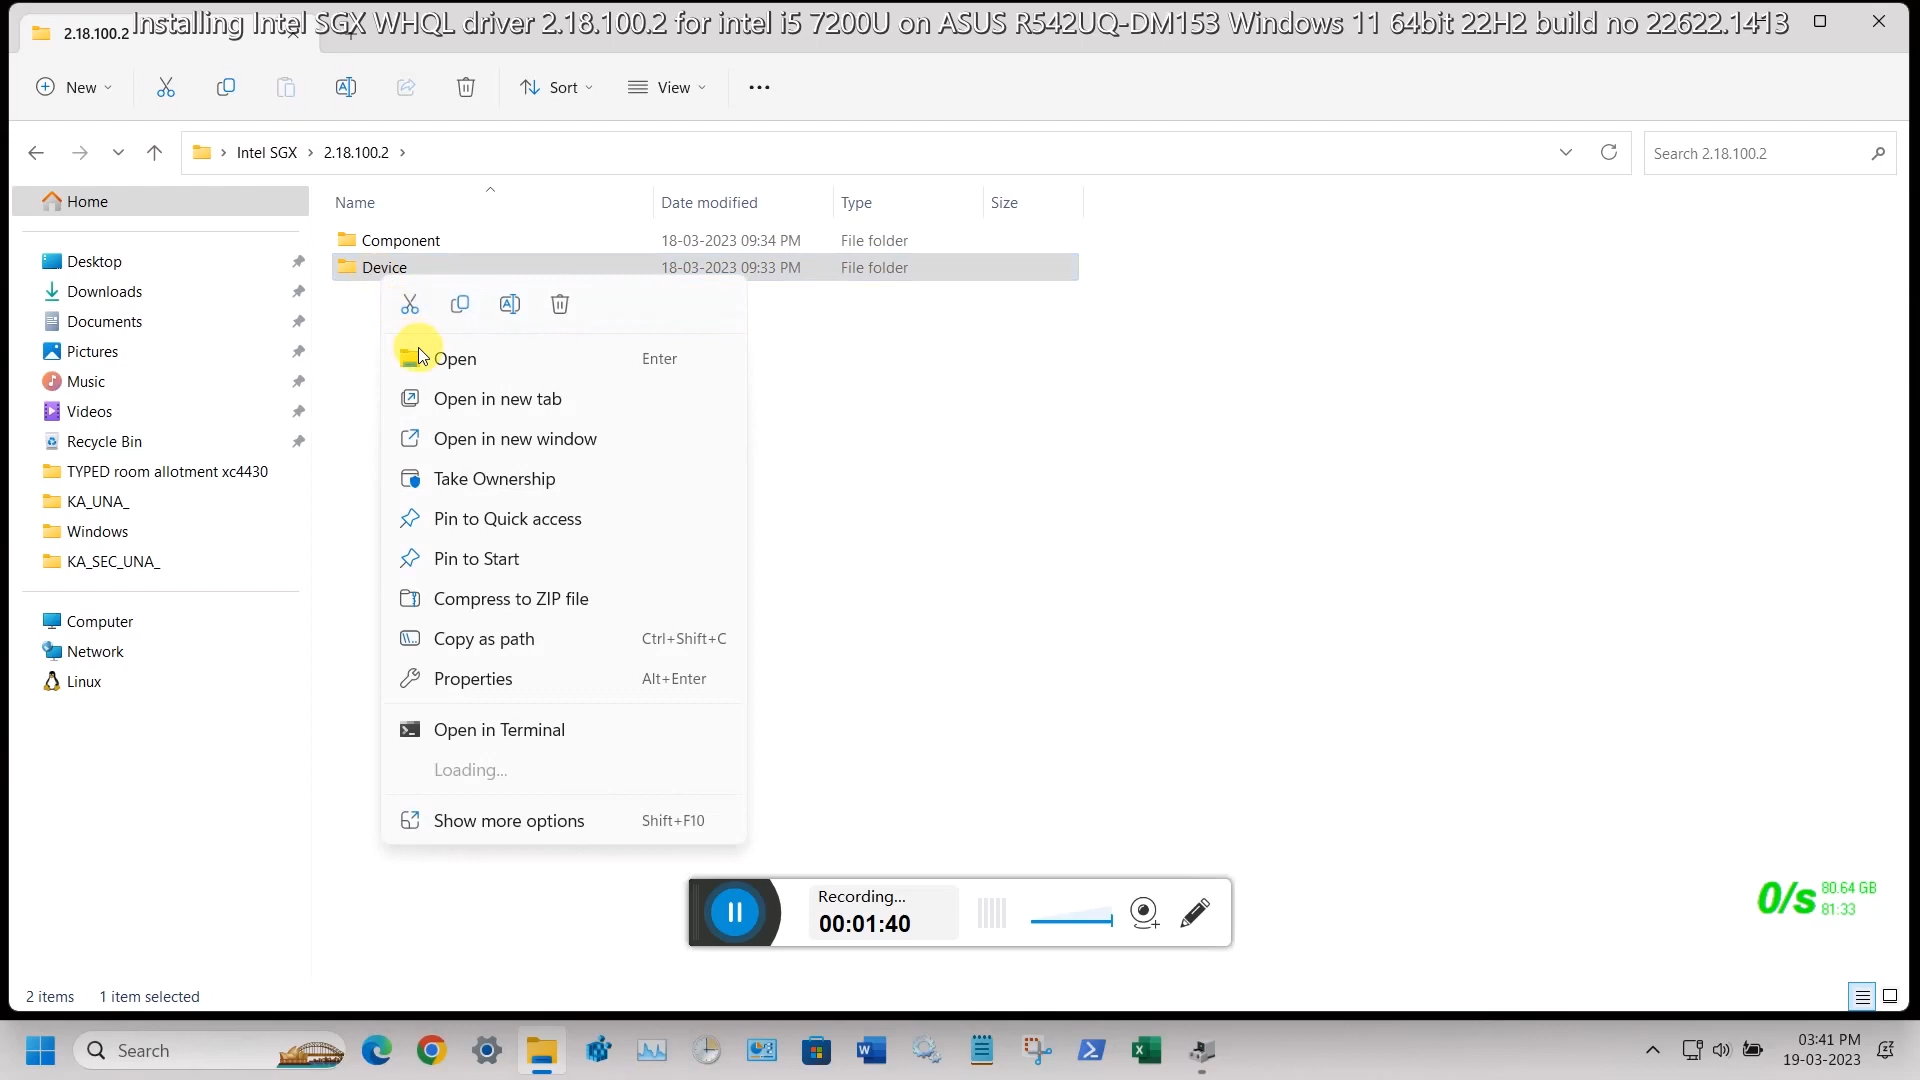 Installing Intel SGX WHQL driver 2.18.100.2 for intel i5 7200U on ASUS R542UQ-DM153 Windows 11 64bit 22H2 build no 22622.1413
2.18.100.2
New
Sort
View
Intel SGX
2.18.100.2
Search 2.18.100.2
Home
Name
Date modified
Type
Size
Component
18-03-2023 09:34 PM
File folder
Device
18-03-2023 09:33 PM
File folder
Desktop
Downloads
Documents
Pictures
Music
Videos
Recycle Bin
TYPED room allotment xc4430
KA_UNA_
Windows
KA_SEC_UNA_
Computer
Network
Linux
Open Enter
Open in new tab
Open in new window
Take Ownership
Pin to Quick access
Pin to Start
Compress to ZIP file
Copy as path Ctrl+Shift+C
Properties Alt+Enter
Open in Terminal
Loading...
Show more options Shift+F10
Recording...
00:01:40
0/s
80.64 GB
81:33
2 items
1 item selected
Search
03:41 PM
19-03-2023